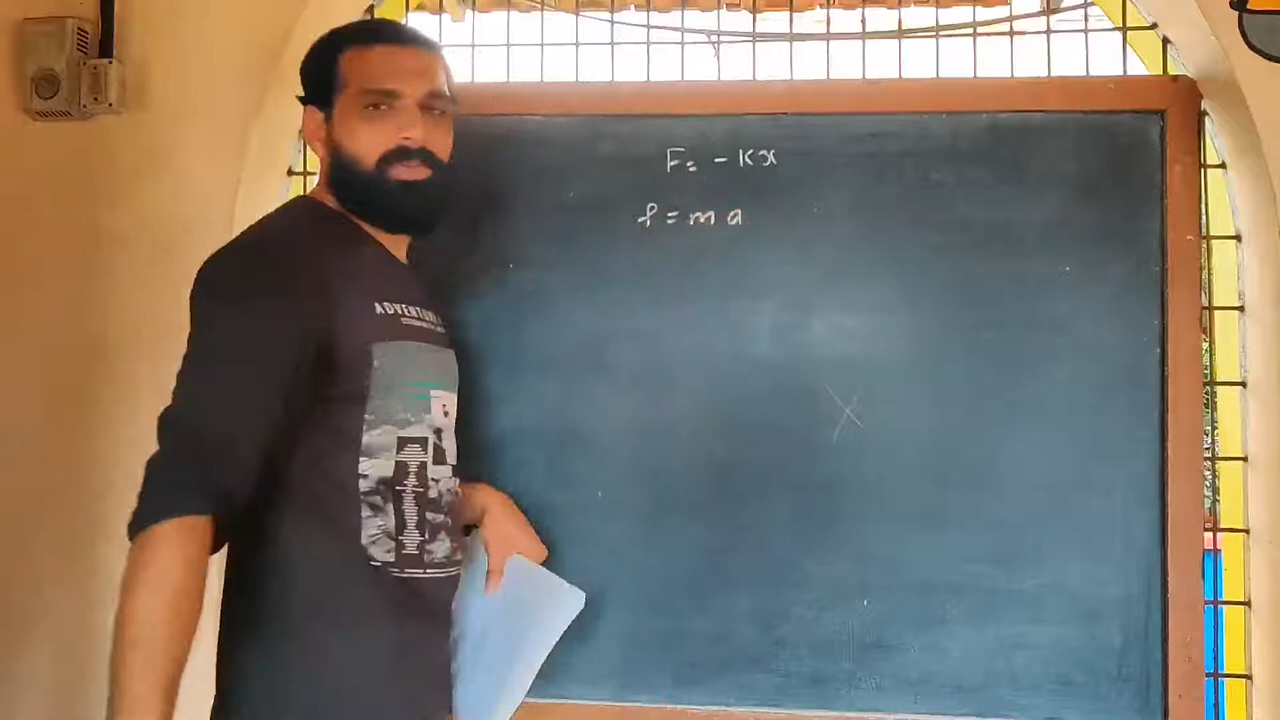 F = - Kx
f = m a
ADVENTURE